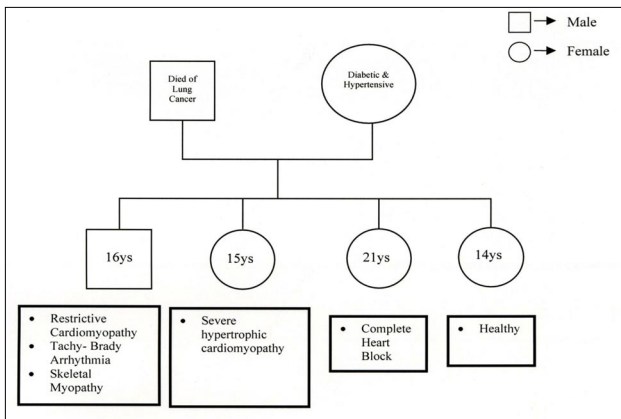 Male
Female
Died of
Lung
Cancer
Diabetic &
Hypertensive
16ys
15ys
21ys
14ys
• Restrictive
Cardiomyopathy
• Tachy- Brady
Arrhythmia
• Skeletal
Myopathy
• Severe
hypertrophic
cardiomyopathy
• Complete
Heart
Block
• Healthy